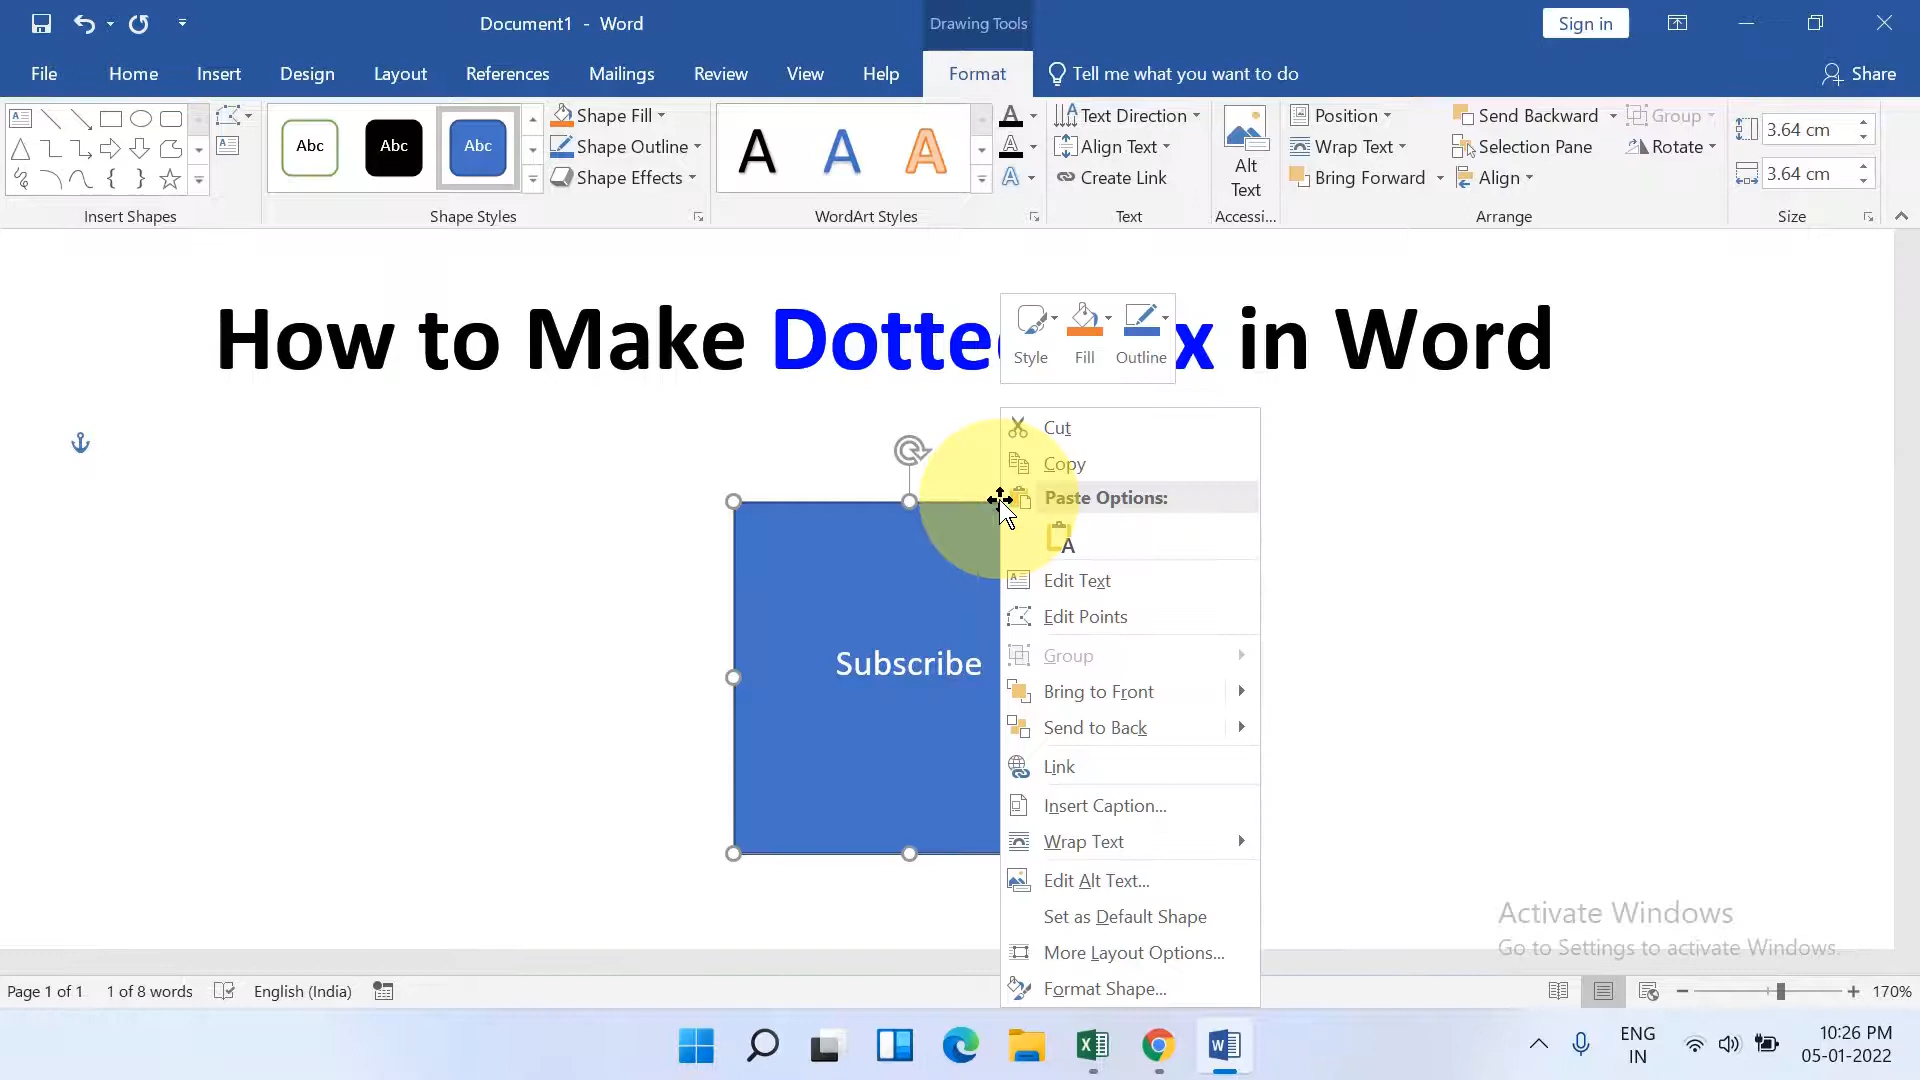 Document1 - Word
Drawing Tools
Sign in
File
Home
Insert
Design
Layout
References
Mailings
Review
View
Help
Format
Tell me what you want to do
Share
Abc
Abc
Abc
Shape Fill
Shape Outline
Shape Effects
A
A
A
Text Direction
Align Text
Create Link
Alt
Text
Position
Wrap Text
Bring Forward
Send Backward
Selection Pane
Align
Group
Rotate
3.64 cm
3.64 cm
Insert Shapes
Shape Styles
WordArt Styles
Text
Accessi...
Arrange
Size
How to Make Dotte x in Word
Style
Fill
Outline
Cut
Copy
Paste Options:
A
Edit Text
Edit Points
Group
Bring to Front
Send to Back
Link
Insert Caption...
Wrap Text
Edit Alt Text...
Set as Default Shape
More Layout Options...
Format Shape...
Subscribe
Activate Windows
Go to Settings to activate Windows.
Page 1 of 1
1 of 8 words
English (India)
170%
ENG
IN
10:26 PM
05-01-2022